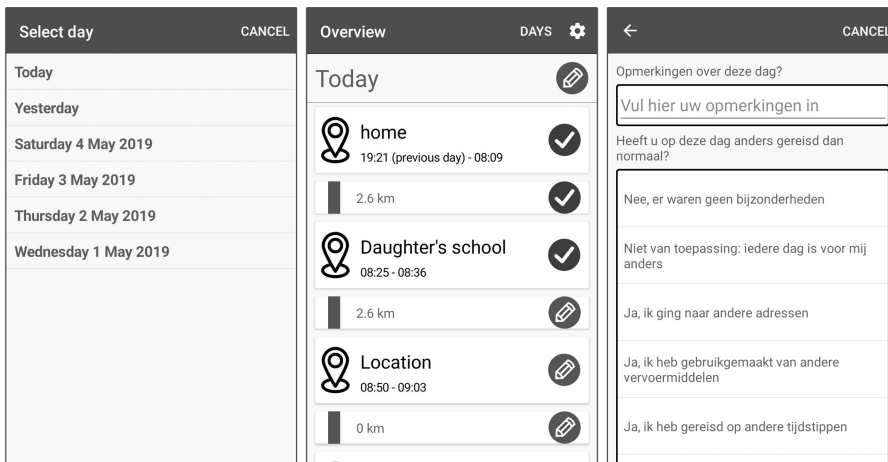 Select day CANCEL
Today
Yesterday
Saturday 4 May 2019
Friday 3 May 2019
Thursday 2 May 2019
Wednesday 1 May 2019
Overview DAYS
Today
home
19:21 (previous day) - 08:09
2.6 km
Daughter's school
08:25 - 08:36
2.6 km
Location
08:50 - 09:03
0 km
CANCEL
Opmerkingen over deze dag?
Vul hier uw opmerkingen in
Heeft u op deze dag anders gereisd dan
normaal?
Nee, er waren geen bijzonderheden
Niet van toepassing: iedere dag is voor mij
anders
Ja, ik ging naar andere adressen
Ja, ik heb gebruikgemaakt van andere
vervoermiddelen
Ja, ik heb gereisd op andere tijdstippen